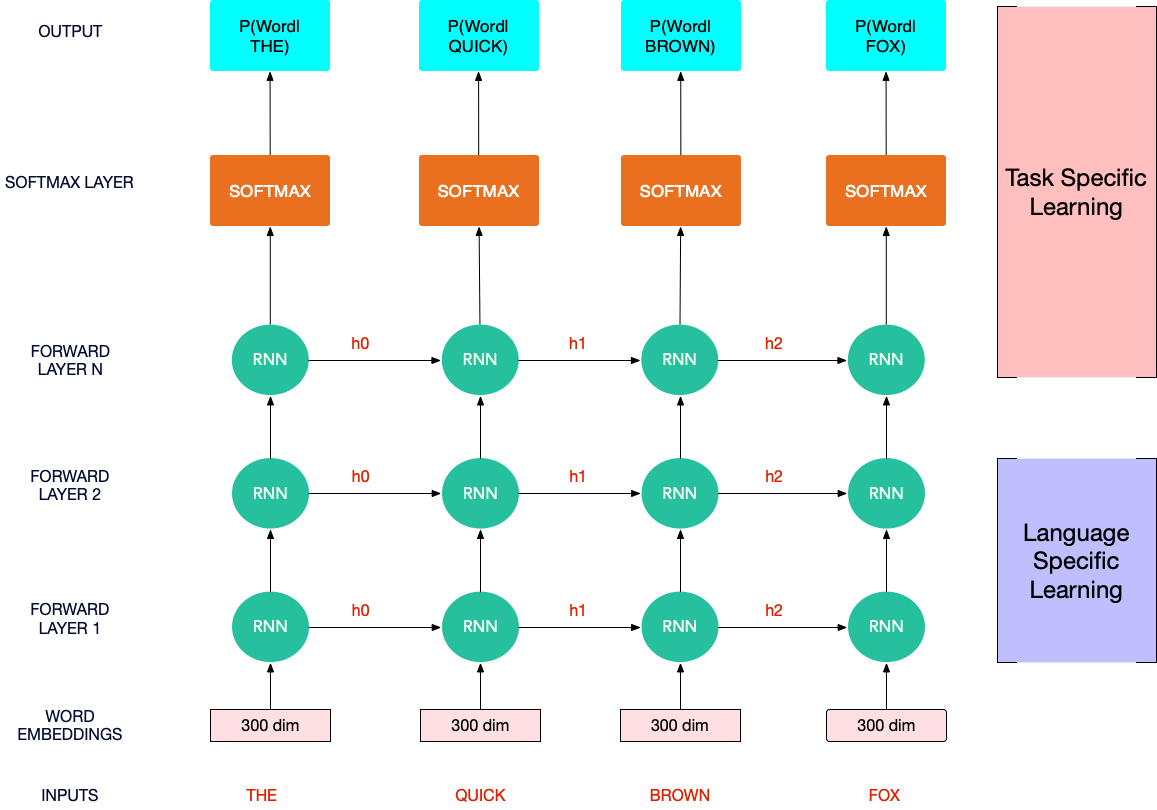 OUTPUT
P(Wordl
THE)
P(Wordl
QUICK)
P(Wordl
BROWN)
P(Wordl
FOX)
Task Specific
Learning
SOFTMAX LAYER
SOFTMAX
SOFTMAX
SOFTMAX
SOFTMAX
FORWARD
LAYER N
RNN
h0
RNN
h1
RNN
h2
RNN
FORWARD
LAYER 2
RNN
h0
RNN
h1
RNN
h2
RNN
Language
Specific
Learning
FORWARD
LAYER 1
RNN
h0
RNN
h1
RNN
h2
RNN
WORD
EMBEDDINGS
300 dim
300 dim
300 dim
300 dim
INPUTS
THE
QUICK
BROWN
FOX